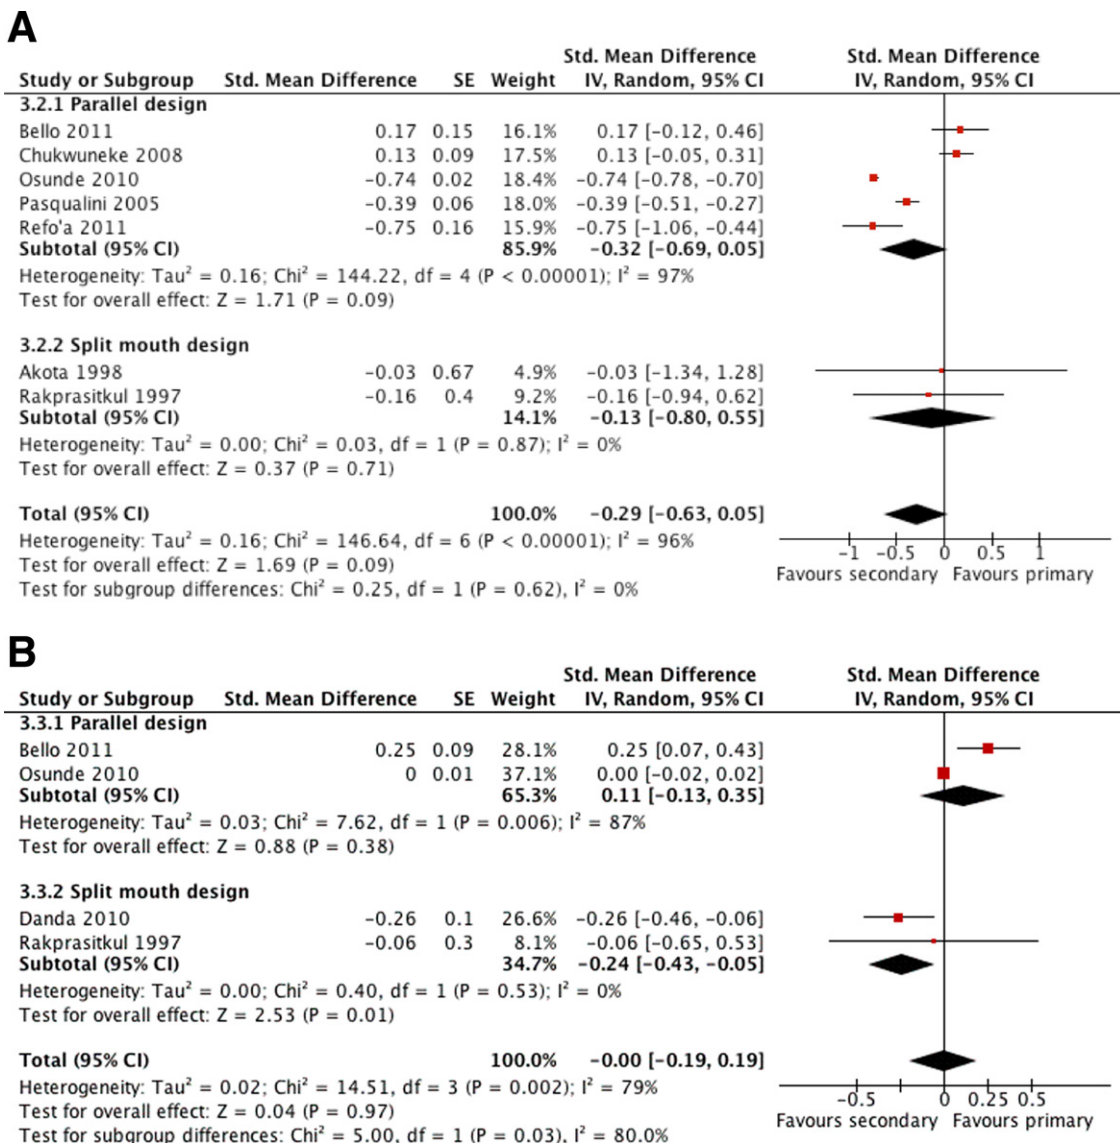 A
Std. Mean Difference Std. Mean Difference
Study or Subgroup Std. Mean Difference SE Weight IV, Random, 95% CI IV, Random, 95% CI
3.2.1 Parallel design
Bello 2011 0.17 0.15 16.1% 0.17 [−0.12, 0.46]
Chukwuneke 2008 0.13 0.09 17.5% 0.13 [−0.05, 0.31]
Osunde 2010 −0.74 0.02 18.4% −0.74 [−0.78, −0.70]
Pasqualini 2005 −0.39 0.06 18.0% −0.39 [−0.51, −0.27]
Refo'a 2011 −0.75 0.16 15.9% −0.75 [−1.06, −0.44]
Subtotal (95% CI) 85.9% −0.32 [−0.69, 0.05]
Heterogeneity: Tau² = 0.16; Chi² = 144.22, df = 4 (P < 0.00001); I² = 97%
Test for overall effect: Z = 1.71 (P = 0.09)
3.2.2 Split mouth design
Akota 1998 −0.03 0.67 4.9% −0.03 [−1.34, 1.28]
Rakprasitkul 1997 −0.16 0.4 9.2% −0.16 [−0.94, 0.62]
Subtotal (95% CI) 14.1% −0.13 [−0.80, 0.55]
Heterogeneity: Tau² = 0.00; Chi² = 0.03, df = 1 (P = 0.87); I² = 0%
Test for overall effect: Z = 0.37 (P = 0.71)
Total (95% CI) 100.0% −0.29 [−0.63, 0.05]
Heterogeneity: Tau² = 0.16; Chi² = 146.64, df = 6 (P < 0.00001); I² = 96%
Test for overall effect: Z = 1.69 (P = 0.09)
Test for subgroup differences: Chi² = 0.25, df = 1 (P = 0.62), I² = 0%
−1 −0.5 0 0.5 1
Favours secondary Favours primary
B
Std. Mean Difference Std. Mean Difference
Study or Subgroup Std. Mean Difference SE Weight IV, Random, 95% CI IV, Random, 95% CI
3.3.1 Parallel design
Bello 2011 0.25 0.09 28.1% 0.25 [0.07, 0.43]
Osunde 2010 0 0.01 37.1% 0.00 [−0.02, 0.02]
Subtotal (95% CI) 65.3% 0.11 [−0.13, 0.35]
Heterogeneity: Tau² = 0.03; Chi² = 7.62, df = 1 (P = 0.006); I² = 87%
Test for overall effect: Z = 0.88 (P = 0.38)
3.3.2 Split mouth design
Danda 2010 −0.26 0.1 26.6% −0.26 [−0.46, −0.06]
Rakprasitkul 1997 −0.06 0.3 8.1% −0.06 [−0.65, 0.53]
Subtotal (95% CI) 34.7% −0.24 [−0.43, −0.05]
Heterogeneity: Tau² = 0.00; Chi² = 0.40, df = 1 (P = 0.53); I² = 0%
Test for overall effect: Z = 2.53 (P = 0.01)
Total (95% CI) 100.0% −0.00 [−0.19, 0.19]
Heterogeneity: Tau² = 0.02; Chi² = 14.51, df = 3 (P = 0.002); I² = 79%
Test for overall effect: Z = 0.04 (P = 0.97)
Test for subgroup differences: Chi² = 5.00, df = 1 (P = 0.03), I² = 80.0%
−0.5 0 0.25 0.5
Favours secondary Favours primary